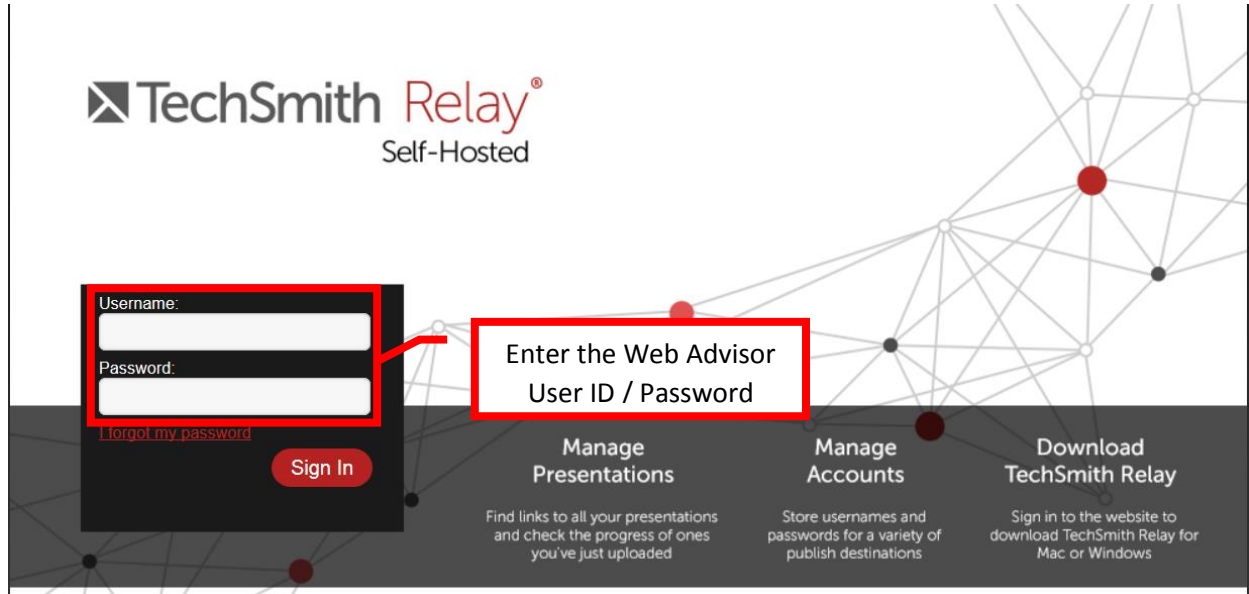 TechSmith Relay®
Self-Hosted
Username:
Password:
I forgot my password
Sign In
Enter the Web Advisor
User ID / Password
Manage
Presentations
Find links to all your presentations
and check the progress of ones
you've just uploaded
Manage
Accounts
Store usernames and
passwords for a variety of
publish destinations
Download
TechSmith Relay
Sign in to the website to
download TechSmith Relay for
Mac or Windows